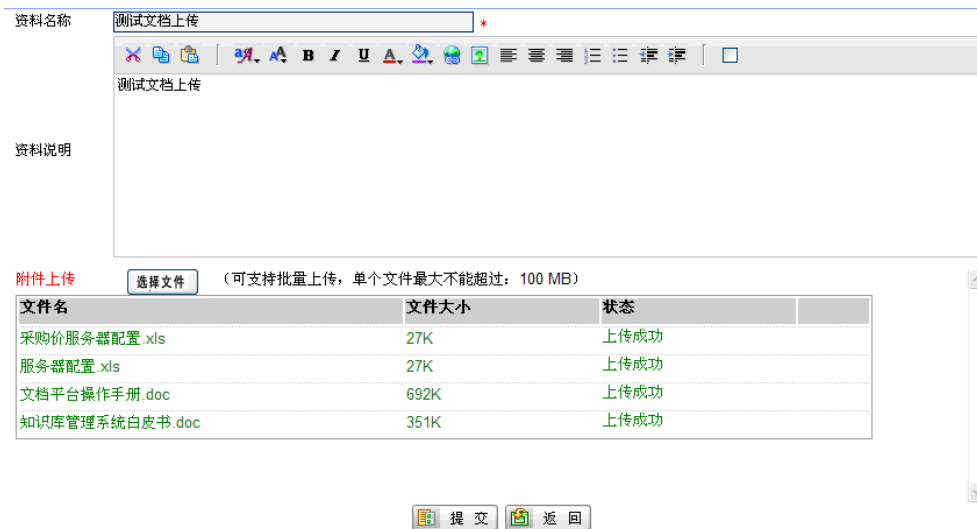 资料名称 测试文档上传 *
B I U A
测试文档上传
资料说明
附件上传 选择文件 （可支持批量上传，单个文件最大不能超过：100 MB）
文件名 文件大小 状态
采购价服务器配置.xls 27K 上传成功
服务器配置.xls 27K 上传成功
文档平台操作手册.doc 692K 上传成功
知识库管理系统白皮书.doc 351K 上传成功
提 交 返 回